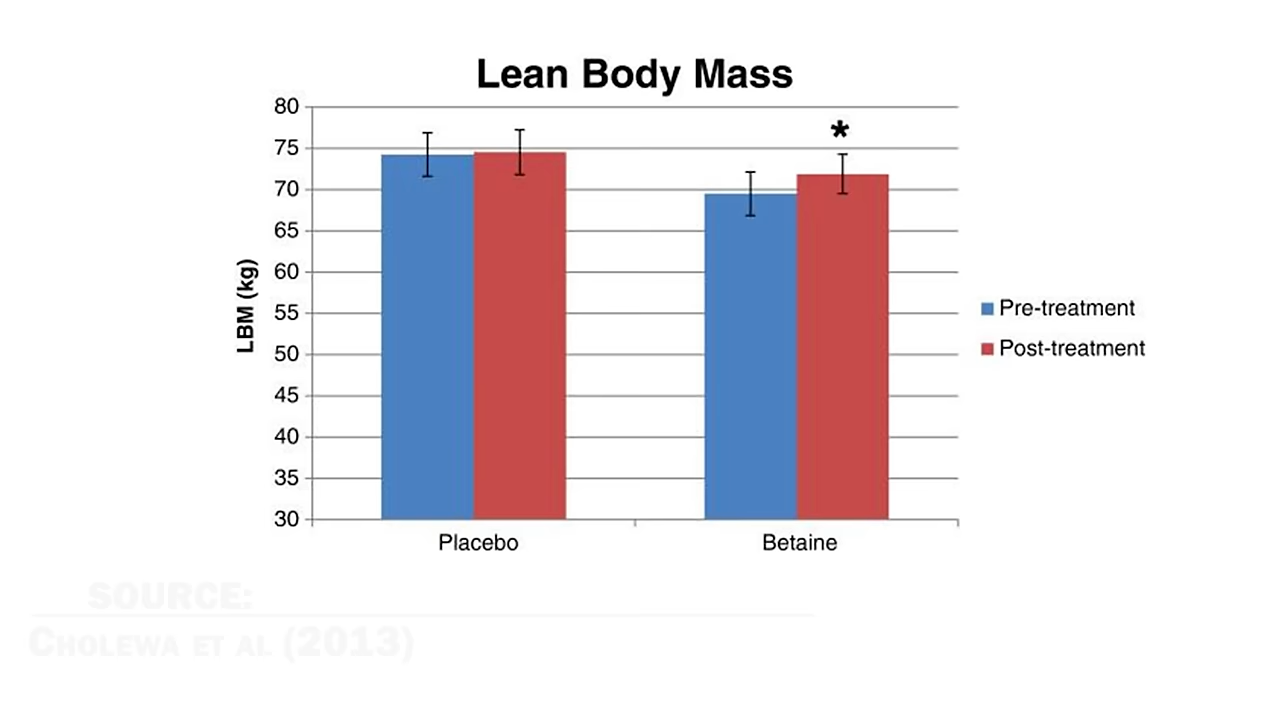 Lean Body Mass
*
80
75
70
65
60
55
50
45
40
35
30
LBM (kg)
Placebo
Betaine
Pre-treatment
Post-treatment
SOURCE:
CHOLEWA ET AL (2013)